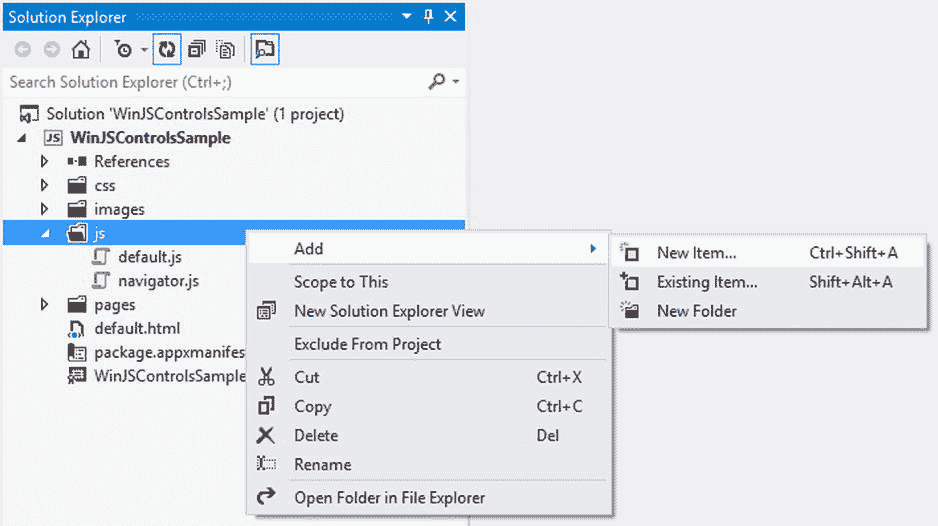 Solution Explorer
Search Solution Explorer (Ctrl+;)
Solution 'WinJSControlsSample' (1 project)
JS WinJSControlsSample
References
css
images
js
default.js
navigator.js
pages
default.html
package.appxmanifes
WinJSControlsSample
Add
Scope to This
New Solution Explorer View
Exclude From Project
Cut Ctrl+X
Copy Ctrl+C
Delete Del
Rename
Open Folder in File Explorer
New Item... Ctrl+Shift+A
Existing Item... Shift+Alt+A
New Folder